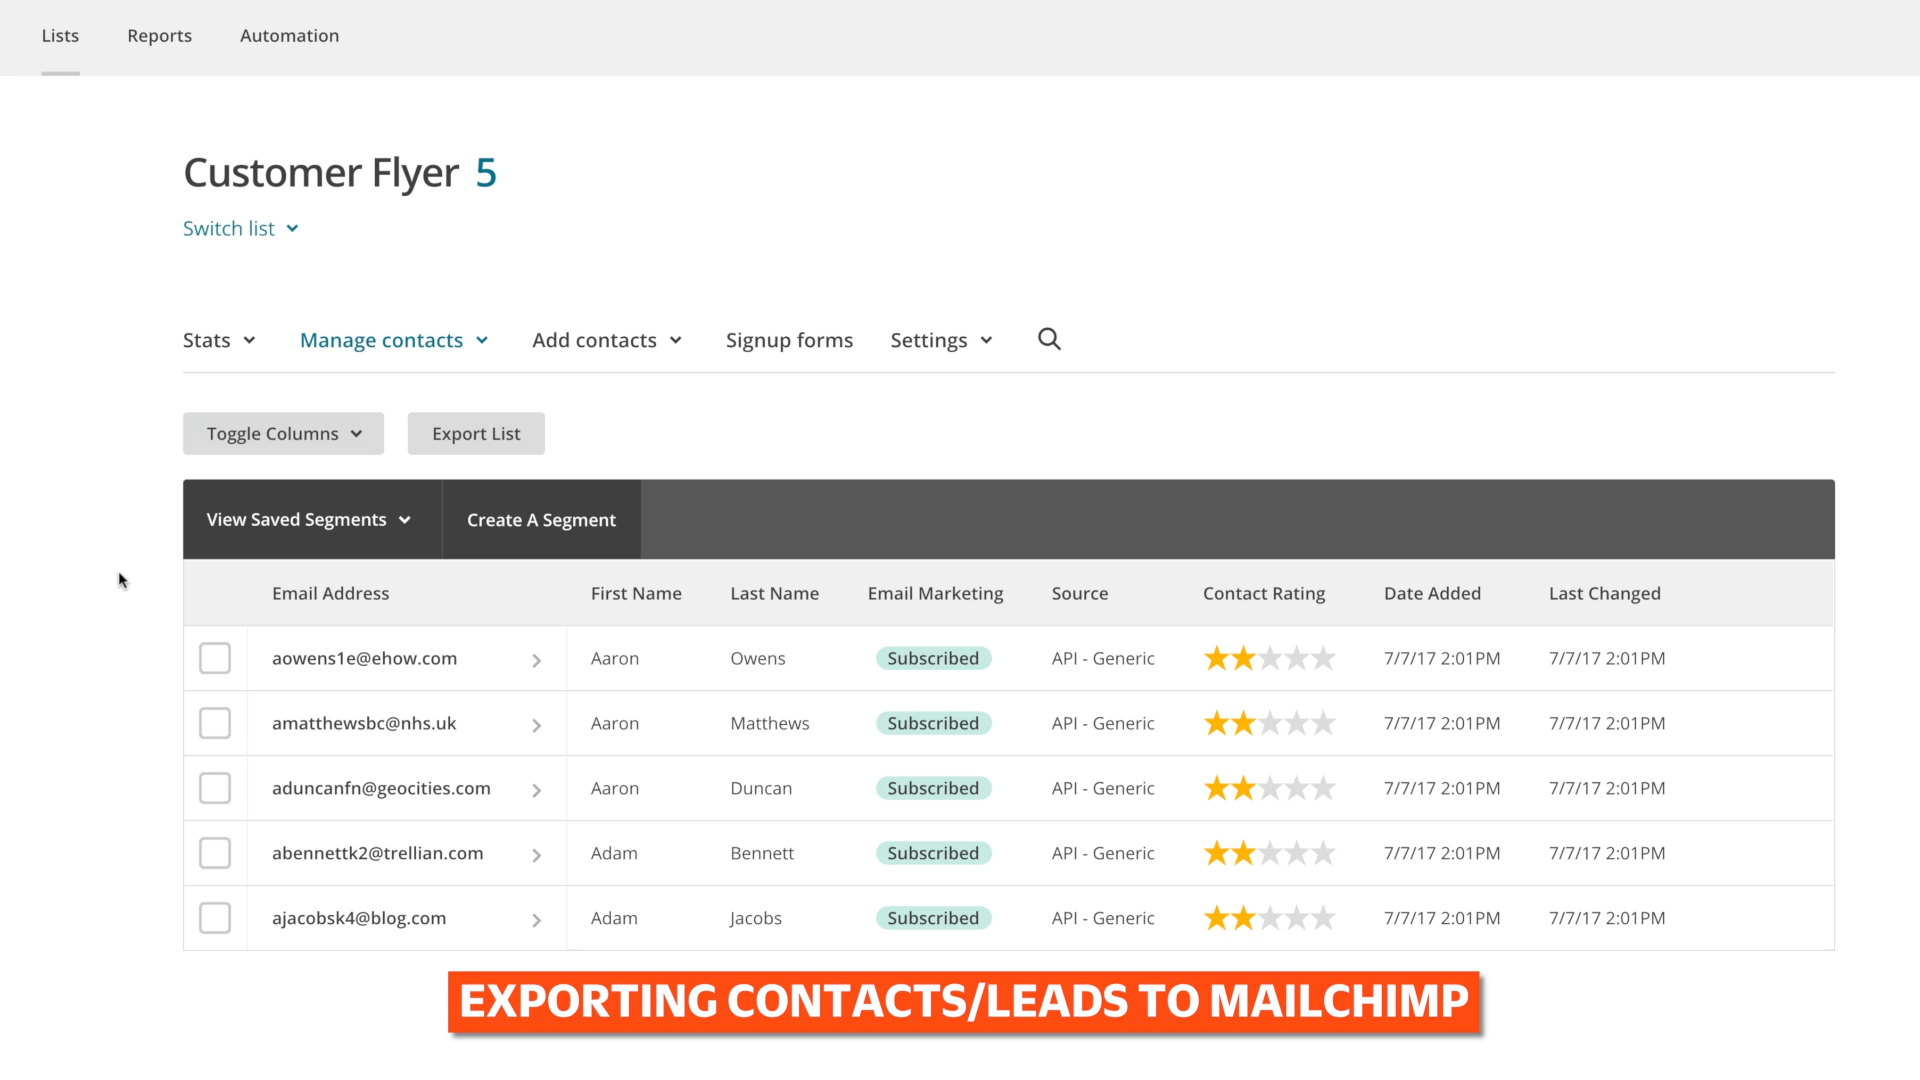 Lists Reports Automation
Customer Flyer 5
Switch list
Stats Manage contacts Add contacts Signup forms Settings
Toggle Columns Export List
View Saved Segments Create A Segment
Email Address First Name Last Name Email Marketing Source Contact Rating Date Added Last Changed
aowens1e@ehow.com Aaron Owens Subscribed API - Generic 7/7/17 2:01PM 7/7/17 2:01PM
amatthewsbc@nhs.uk Aaron Matthews Subscribed API - Generic 7/7/17 2:01PM 7/7/17 2:01PM
aduncanfn@geocities.com Aaron Duncan Subscribed API - Generic 7/7/17 2:01PM 7/7/17 2:01PM
abennettk2@trellian.com Adam Bennett Subscribed API - Generic 7/7/17 2:01PM 7/7/17 2:01PM
ajacobsk4@blog.com Adam Jacobs Subscribed API - Generic 7/7/17 2:01PM 7/7/17 2:01PM
EXPORTING CONTACTS/LEADS TO MAILCHIMP